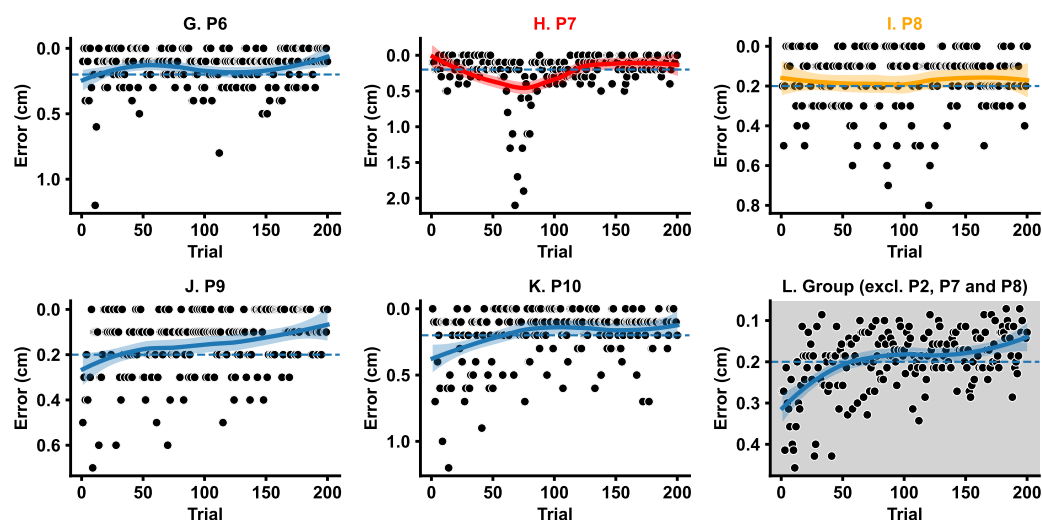 G. P6
H. P7
I. P8
Error (cm)
0.0
0.5
1.0
0 50 100 150 200
Trial
Error (cm)
0.0
0.5
1.0
1.5
2.0
0 50 100 150 200
Trial
Error (cm)
0.0
0.2
0.4
0.6
0.8
0 50 100 150 200
Trial
J. P9
K. P10
L. Group (excl. P2, P7 and P8)
Error (cm)
0.0
0.2
0.4
0.6
0 50 100 150 200
Trial
Error (cm)
0.0
0.5
1.0
0 50 100 150 200
Trial
Error (cm)
0.1
0.2
0.3
0.4
0 50 100 150 200
Trial